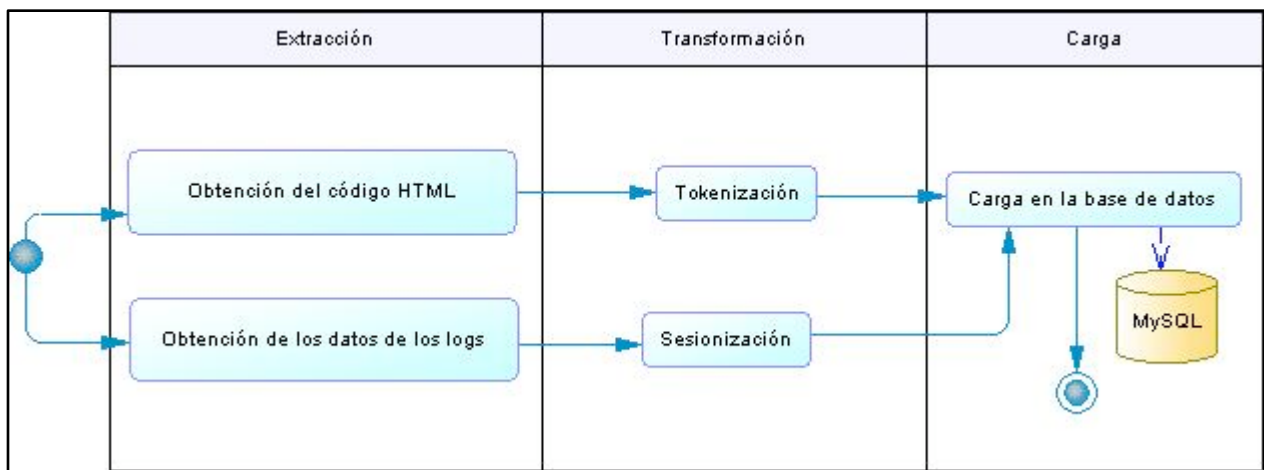 Extracción
Transformación
Carga
Obtención del código HTML
Tokenización
Carga en la base de datos
Obtención de los datos de los logs
Sesionización
MySQL